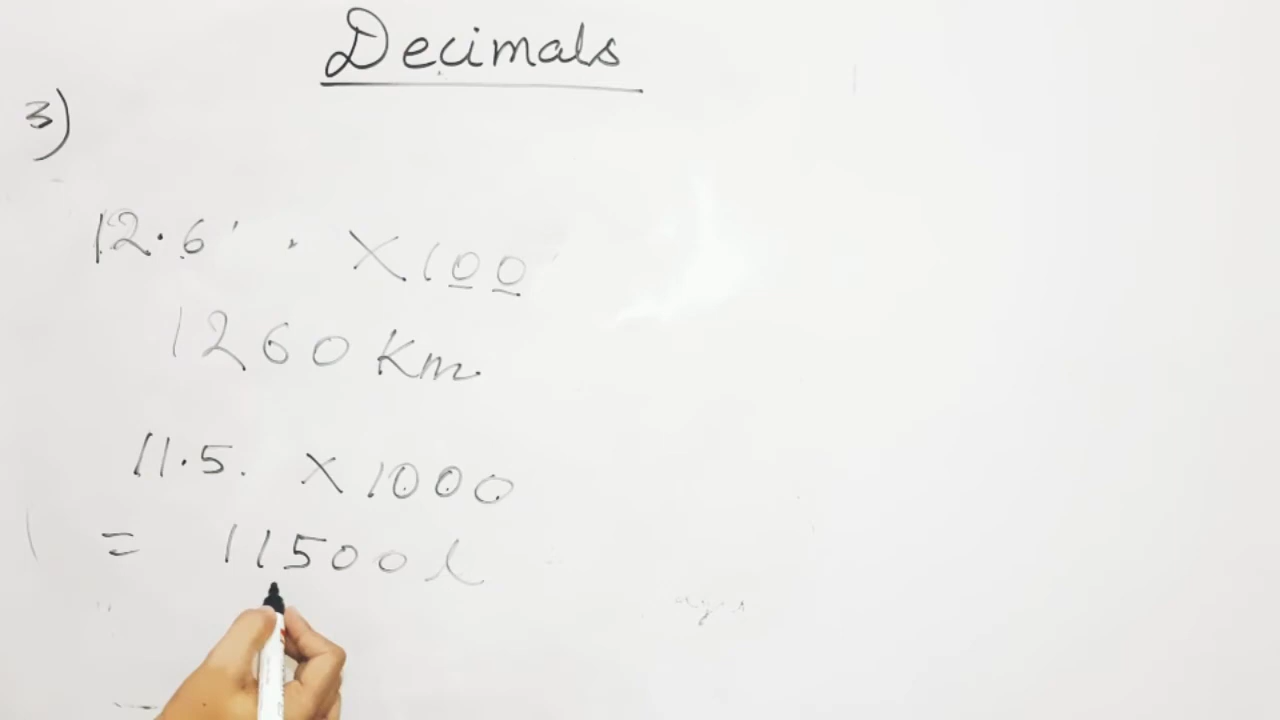 Decimals
3)
12.6 × 100
1260 Km
11.5. × 1000
= 11500 l